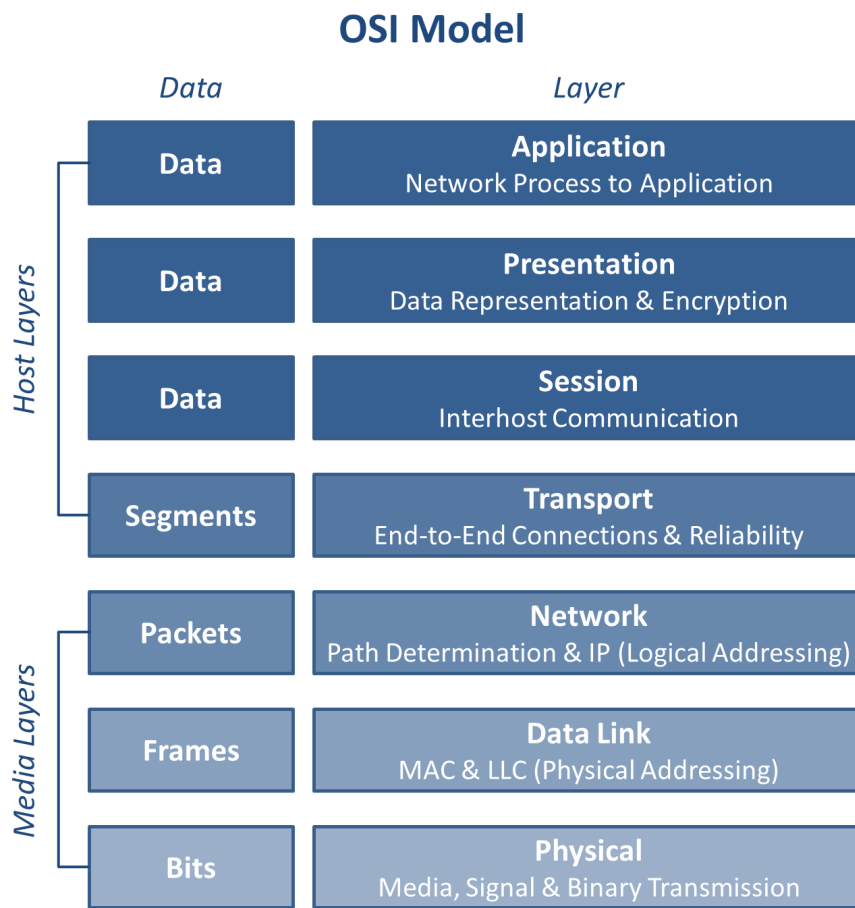 OSI Model
Data
Layer
Host Layers
Data
Application
Network Process to Application
Data
Presentation
Data Representation & Encryption
Data
Session
Interhost Communication
Segments
Transport
End-to-End Connections & Reliability
Media Layers
Packets
Network
Path Determination & IP (Logical Addressing)
Frames
Data Link
MAC & LLC (Physical Addressing)
Bits
Physical
Media, Signal & Binary Transmission